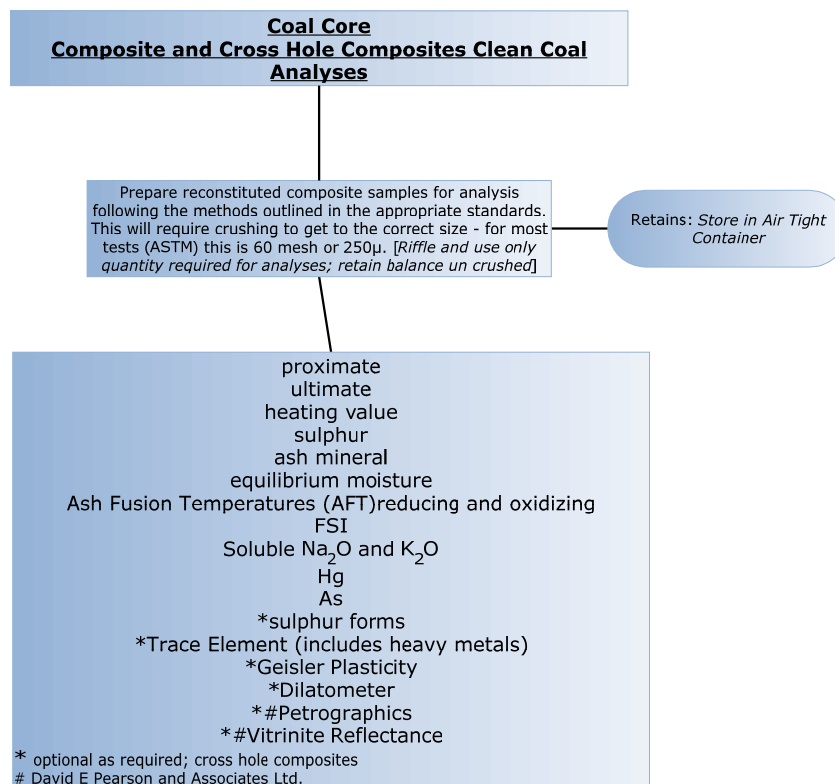 Coal Core
Composite and Cross Hole Composites Clean Coal
Analyses
Prepare reconstituted composite samples for analysis
following the methods outlined in the appropriate standards.
This will require crushing to get to the correct size - for most
tests (ASTM) this is 60 mesh or 250µ. [Riffle and use only
quantity required for analyses; retain balance un crushed]
Retains: Store in Air Tight
Container
proximate
ultimate
heating value
sulphur
ash mineral
equilibrium moisture
Ash Fusion Temperatures (AFT)reducing and oxidizing
FSI
Soluble Na₂O and K₂O
Hg
As
*sulphur forms
*Trace Element (includes heavy metals)
*Geisler Plasticity
*Dilatometer
*#Petrographics
*#Vitrinite Reflectance
* optional as required; cross hole composites
# David E Pearson and Associates Ltd.